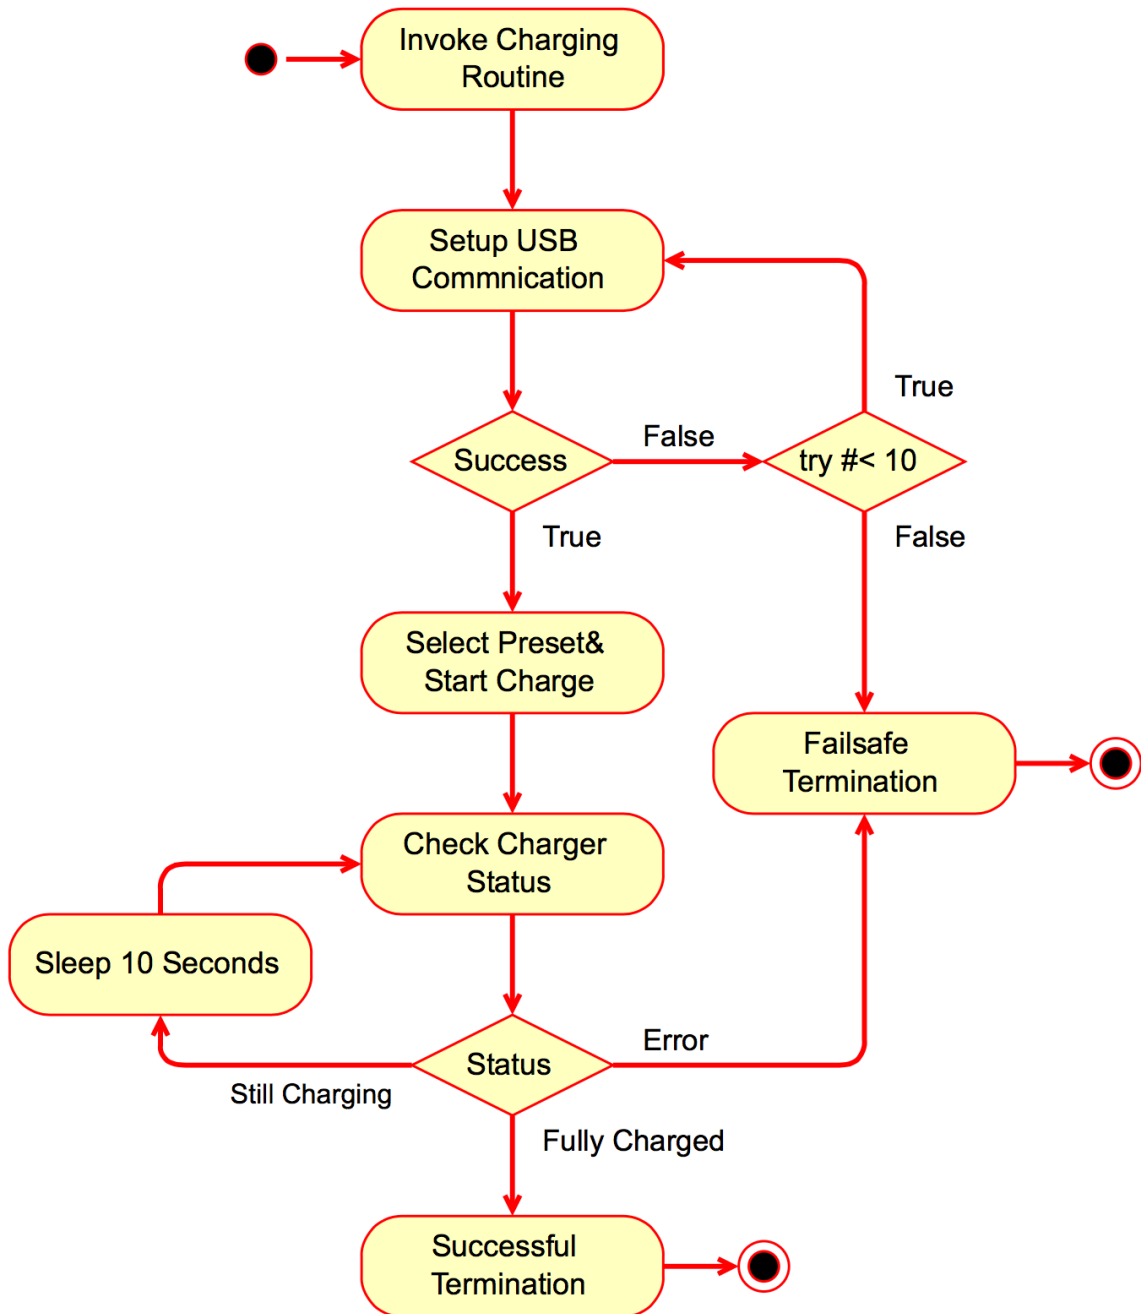 Invoke Charging
Routine
Setup USB
Commnication
True
Success
False
try #< 10
True
False
Select Preset&
Start Charge
Failsafe
Termination
Check Charger
Status
Sleep 10 Seconds
Status
Error
Still Charging
Fully Charged
Successful
Termination